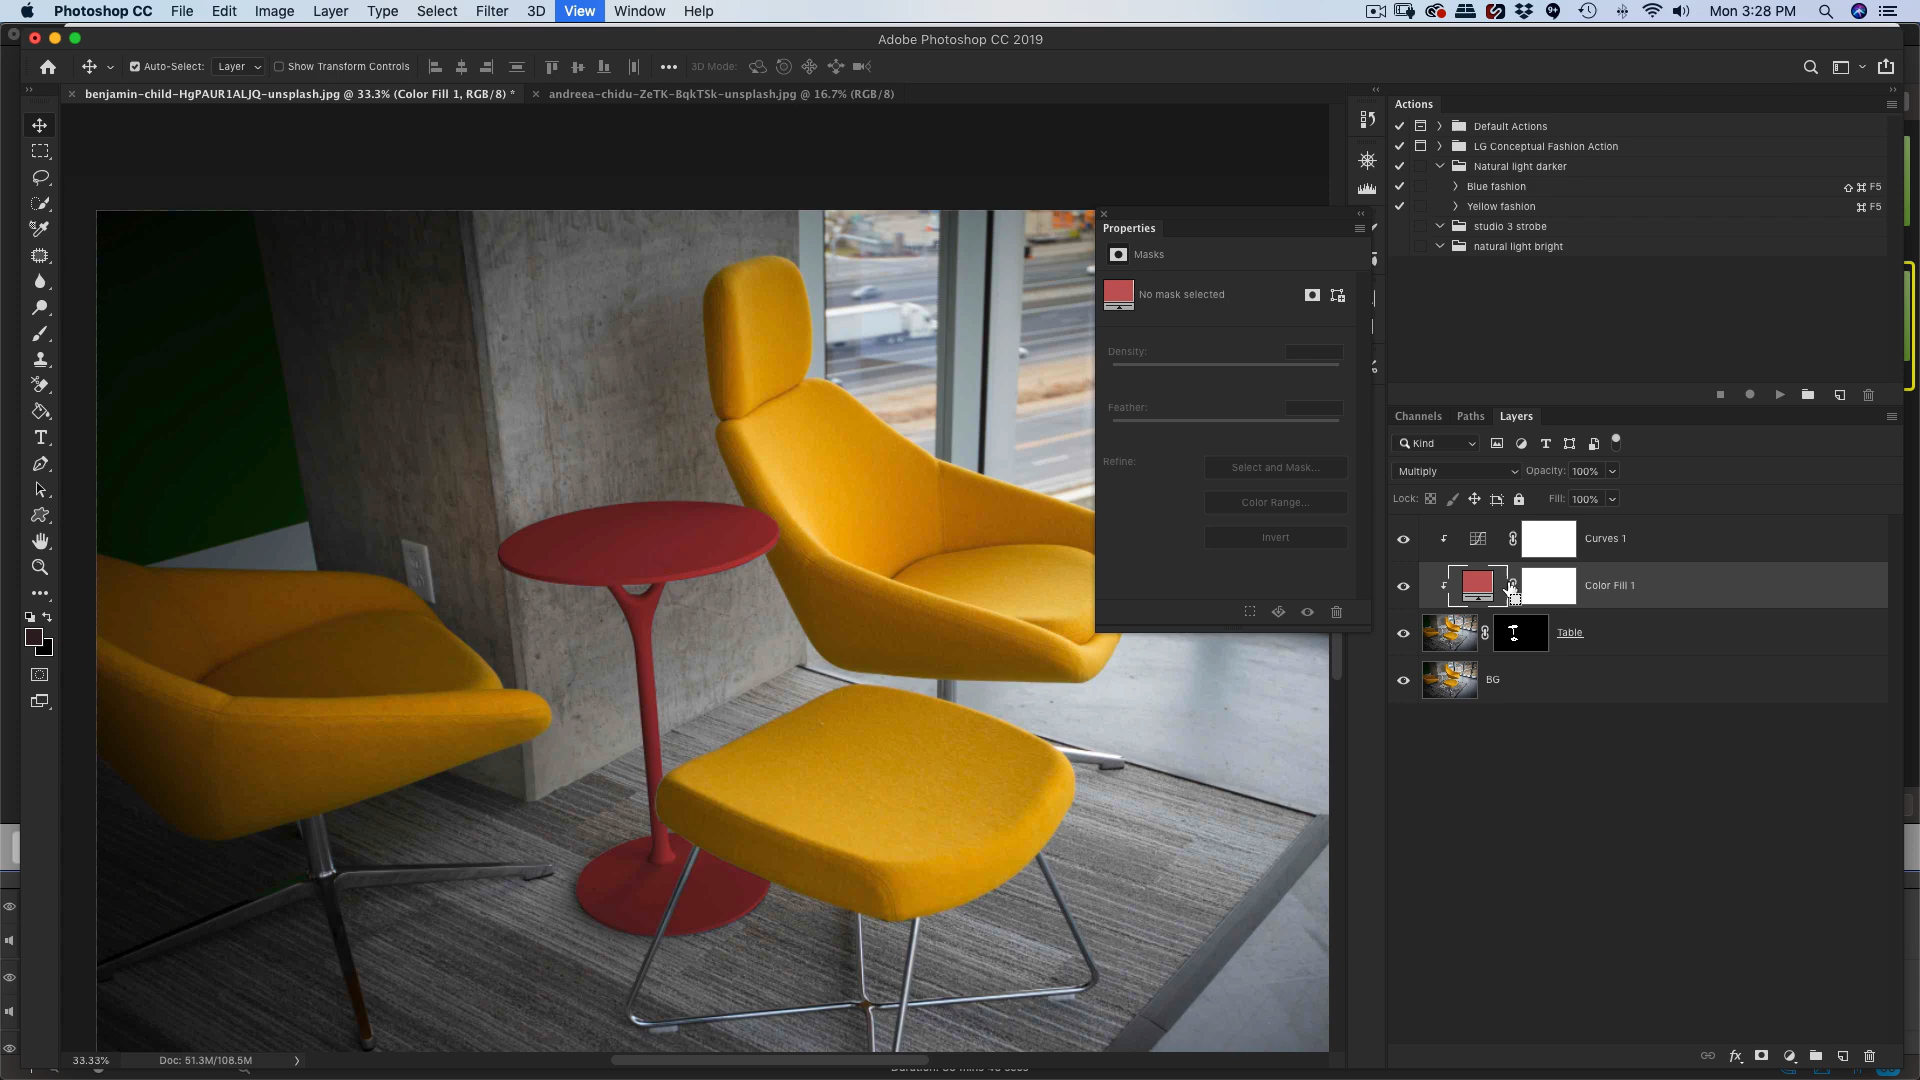 Photoshop CC File Edit Image Layer Type Select Filter 3D View Window Help Mon 3:28 PM
Adobe Photoshop CC 2019
Auto-Select: Layer Show Transform Controls 3D Mode:
benjamin-child-HgPAUR1ALJQ-unsplash.jpg @ 33.3% (Color Fill 1, RGB/8) * andreea-chidu-ZeTK-BqkTSk-unsplash.jpg @ 16.7% (RGB/8)
Actions
Default Actions
LG Conceptual Fashion Action
Natural light darker
Blue fashion ⇧⌘ F5
Yellow fashion ⌘ F5
studio 3 strobe
natural light bright
Properties
Masks
No mask selected
Density:
Feather:
Refine:
Select and Mask...
Color Range...
Invert
Channels Paths Layers
Kind
Multiply Opacity: 100%
Lock: Fill: 100%
Curves 1
Color Fill 1
Table
BG
fx
33.33% Doc: 51.3M/108.5M